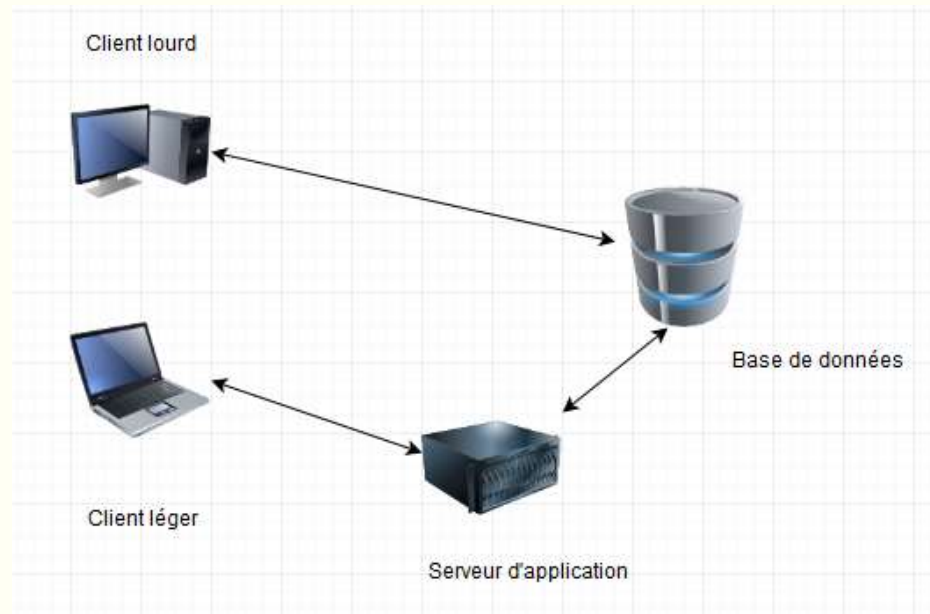 Client lourd
Base de données
Client léger
Serveur d'application